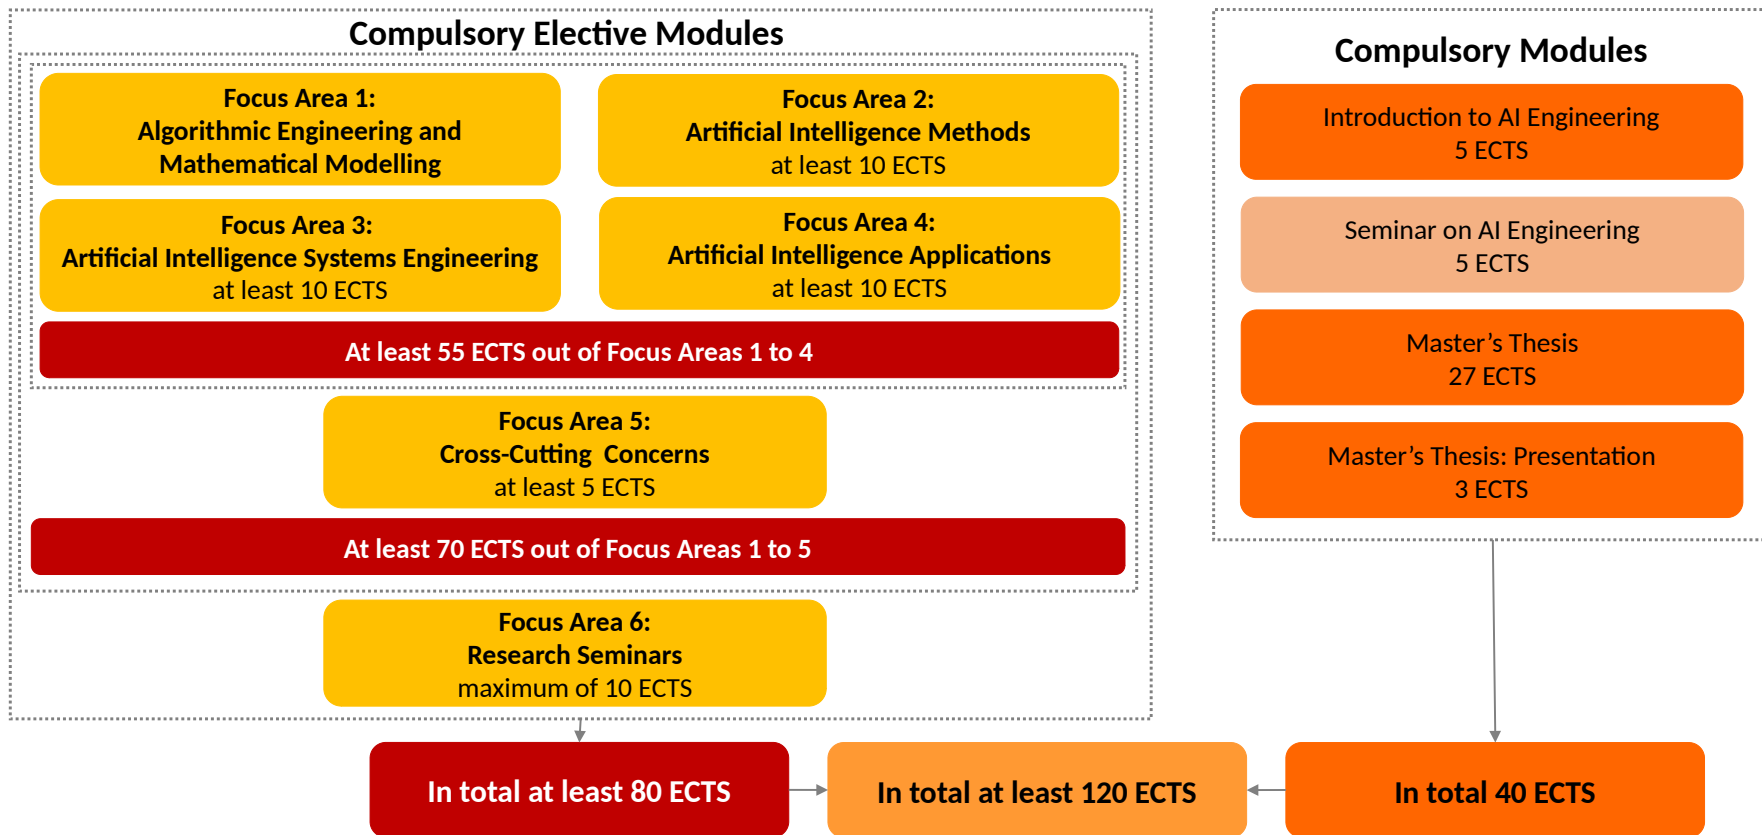 Compulsory Elective Modules
Focus Area 1:
Algorithmic Engineering and
Mathematical Modelling
Focus Area 2:
Artificial Intelligence Methods
at least 10 ECTS
Focus Area 3:
Artificial Intelligence Systems Engineering
at least 10 ECTS
Focus Area 4:
Artificial Intelligence Applications
at least 10 ECTS
At least 55 ECTS out of Focus Areas 1 to 4
Focus Area 5:
Cross-Cutting Concerns
at least 5 ECTS
At least 70 ECTS out of Focus Areas 1 to 5
Focus Area 6:
Research Seminars
maximum of 10 ECTS
Compulsory Modules
Introduction to AI Engineering
5 ECTS
Seminar on AI Engineering
5 ECTS
Master’s Thesis
27 ECTS
Master’s Thesis: Presentation
3 ECTS
In total at least 80 ECTS
In total at least 120 ECTS
In total 40 ECTS